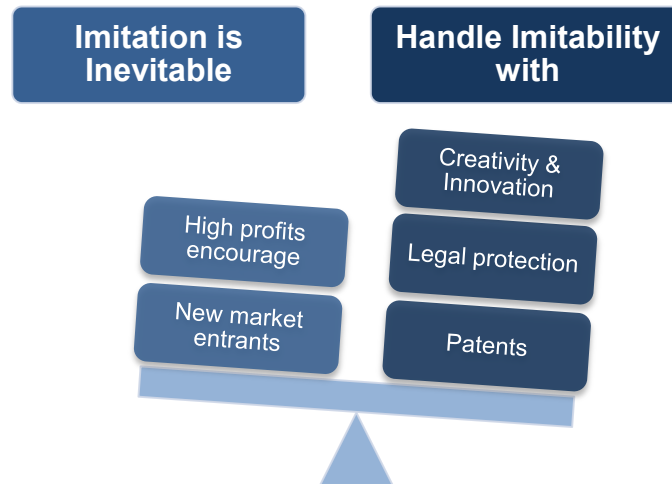 Imitation is
Inevitable
Handle Imitability
with
High profits
encourage
New market
entrants
Creativity &
Innovation
Legal protection
Patents